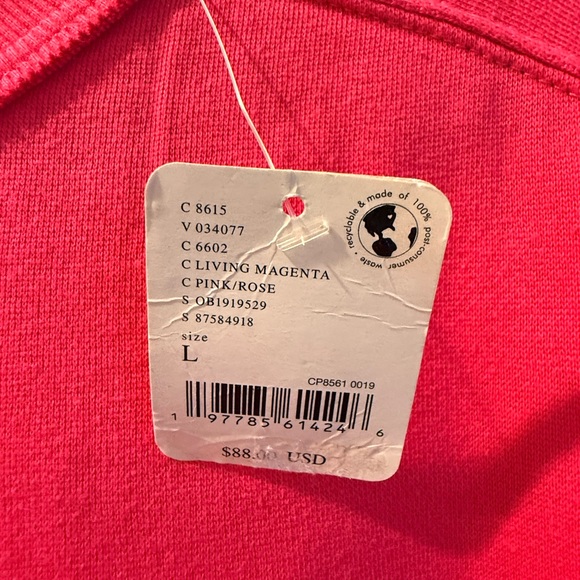 C 8615
V 034077
C 6602
C LIVING MAGENTA
C PINK/ROSE
S OB1919529
S 87584918
size
L
CP8561 0019
1 97785 61424 6
$88.00 USD
• recyclable & made of 100% post-consumer waste